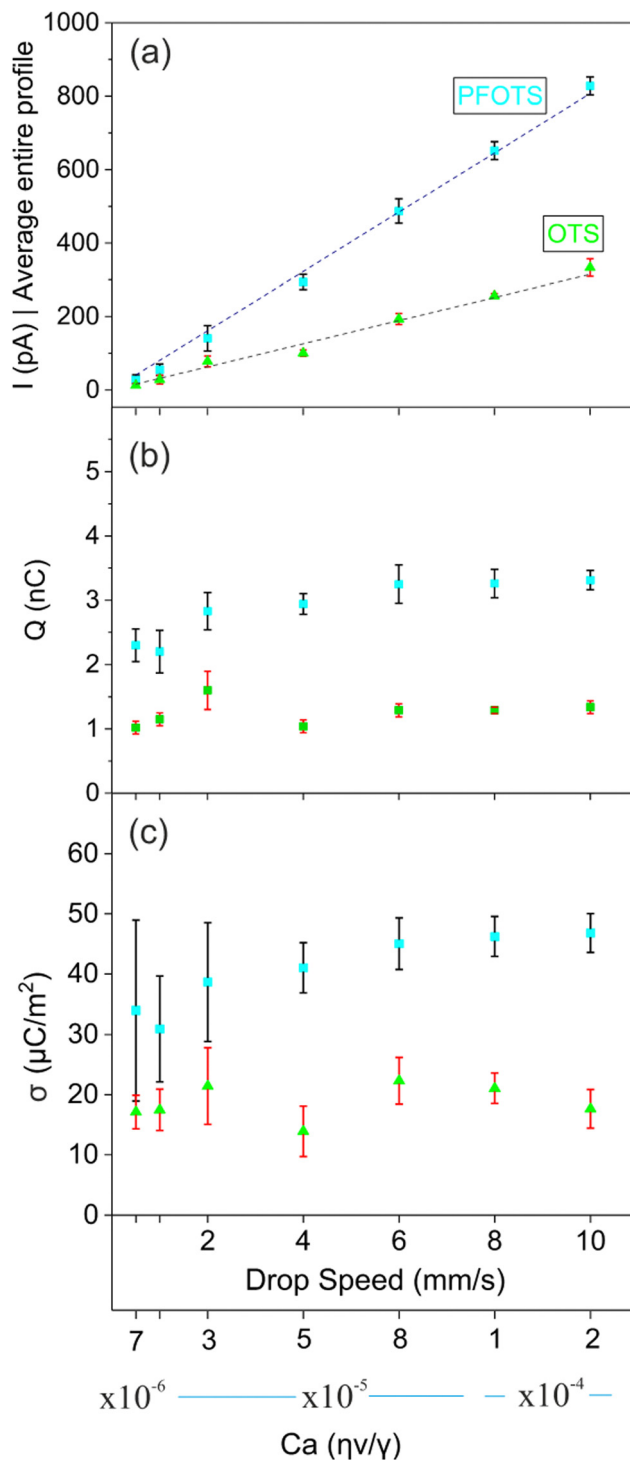 (a)
PFOTS
OTS
I (pA) | Average entire profile
1000
800
600
400
200
0
(b)
Q (nC)
5
4
3
2
1
0
(c)
σ (µC/m²)
60
50
40
30
20
10
0
2 4 6 8 10
Drop Speed (mm/s)
7 3 5 8 1 2
x10⁻⁶ x10⁻⁵ x10⁻⁴
Ca (ηv/γ)